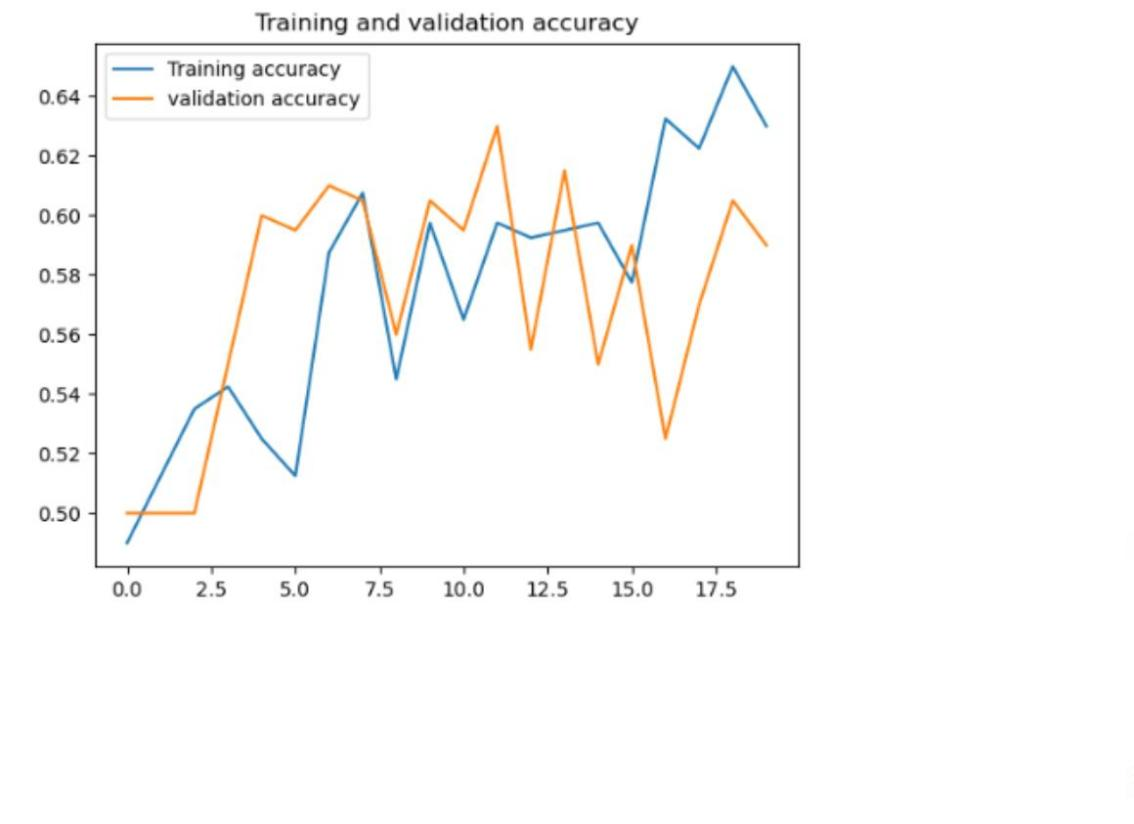 Training and validation accuracy
Training accuracy
validation accuracy
0.64
0.62
0.60
0.58
0.56
0.54
0.52
0.50
0.0 2.5 5.0 7.5 10.0 12.5 15.0 17.5